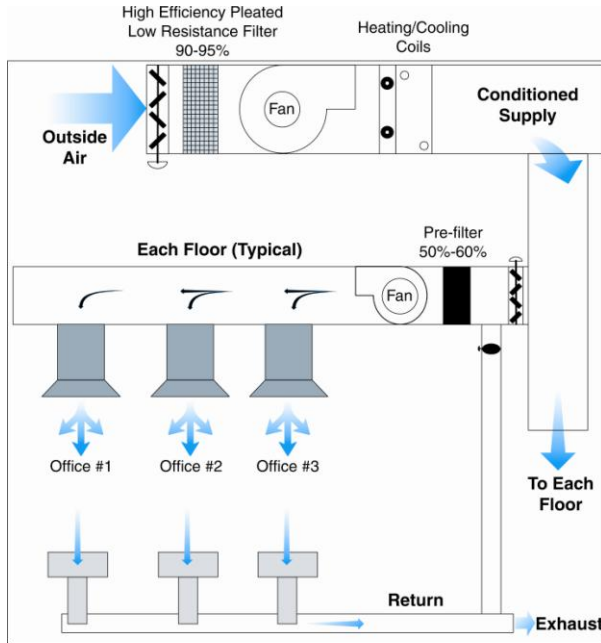 High Efficiency Pleated
Low Resistance Filter
90-95%
Heating/Cooling
Coils
Fan
Outside
Air
Conditioned
Supply
Each Floor (Typical)
Pre-filter
50%-60%
Fan
Office #1
Office #2
Office #3
To Each
Floor
Return
Exhaust